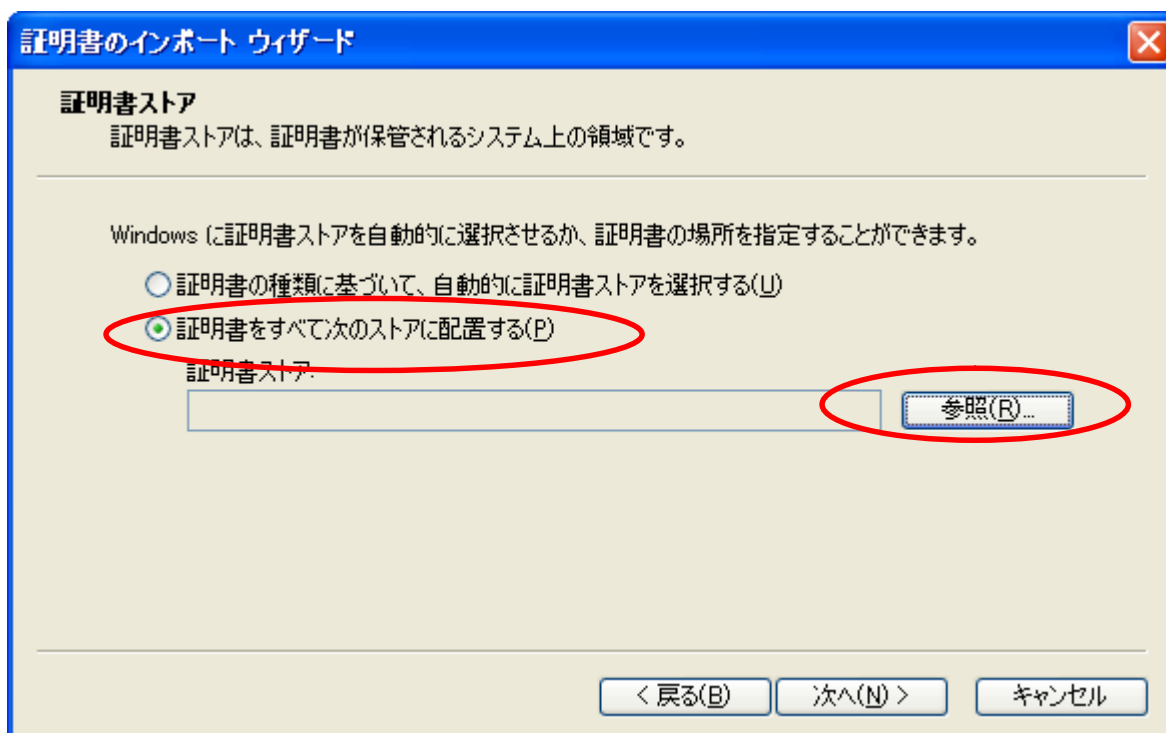 証明書のインポート ウィザード
証明書ストア
証明書ストアは、証明書が保管されるシステム上の領域です。
Windows に証明書ストアを自動的に選択させるか、証明書の場所を指定することができます。
証明書の種類に基づいて、自動的に証明書ストアを選択する(U)
証明書をすべて次のストアに配置する(P)
証明書ストア:
参照(R)...
< 戻る(B) 次へ(N) > キャンセル